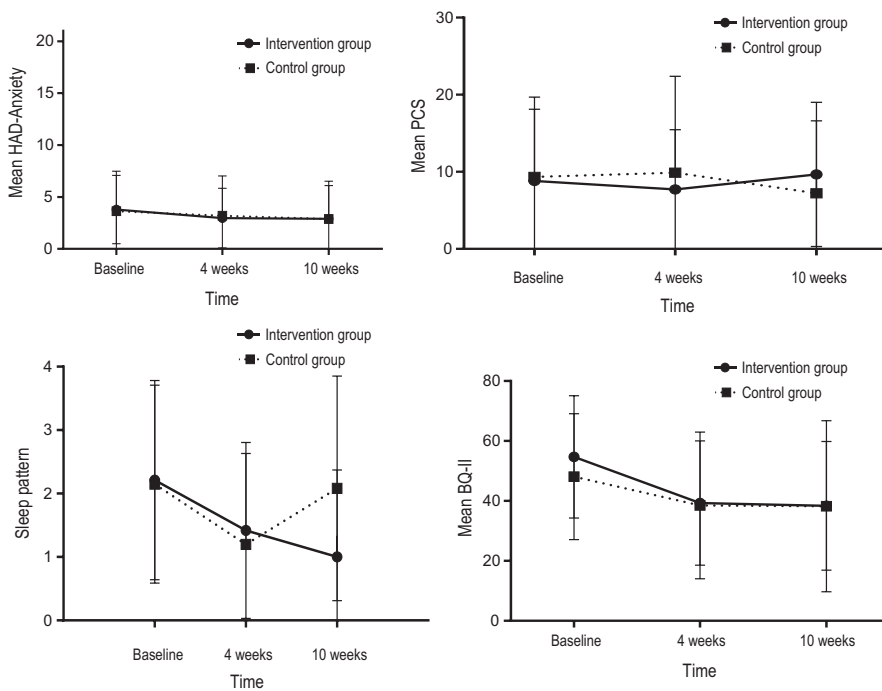 Mean HAD-Anxiety
20
15
10
5
0
Intervention group
Control group
Baseline
4 weeks
10 weeks
Time
Mean PCS
30
20
10
0
Intervention group
Control group
Baseline
4 weeks
10 weeks
Time
Sleep pattern
4
3
2
1
0
Intervention group
Control group
Baseline
4 weeks
10 weeks
Time
Mean BQ-II
80
60
40
20
0
Intervention group
Control group
Baseline
4 weeks
10 weeks
Time